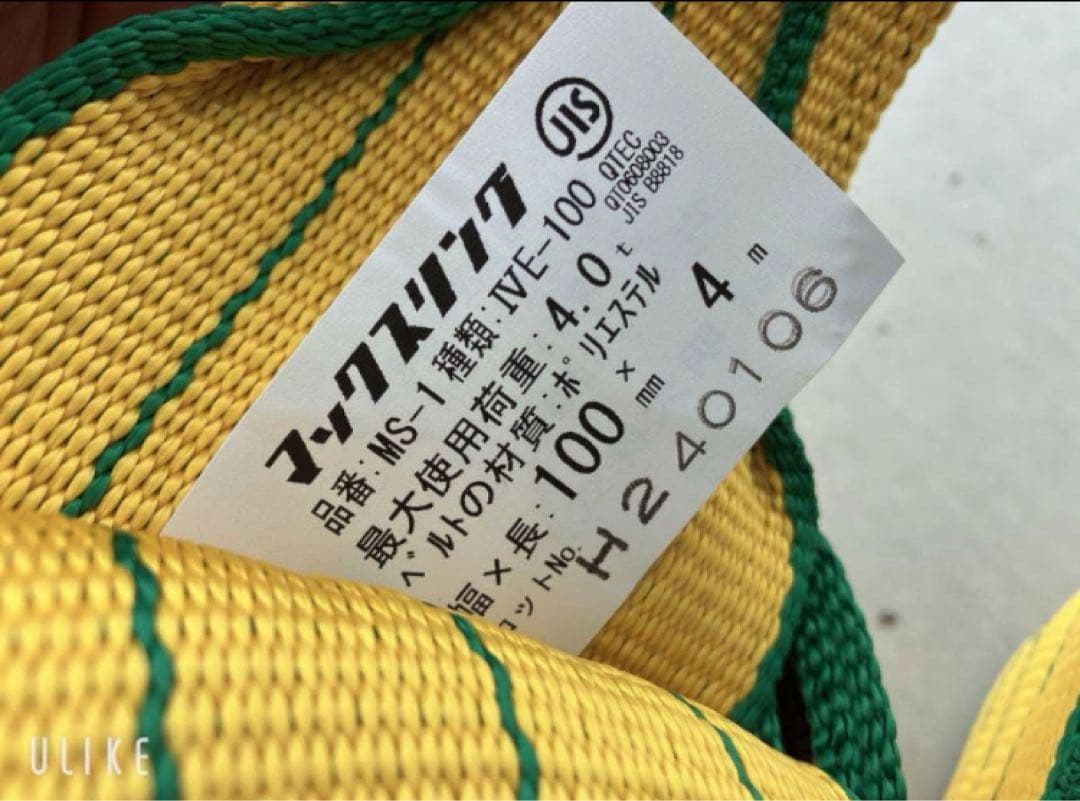 マックスリング
JIS
QTEC
QT0608003
JIS B8818
品番:MS-1 種類:IVE-100
最大使用荷重:4.0t
ベルトの材質:ポリエステル
幅×長:100mm × 4m
ロットNo. H240106
ULIKE